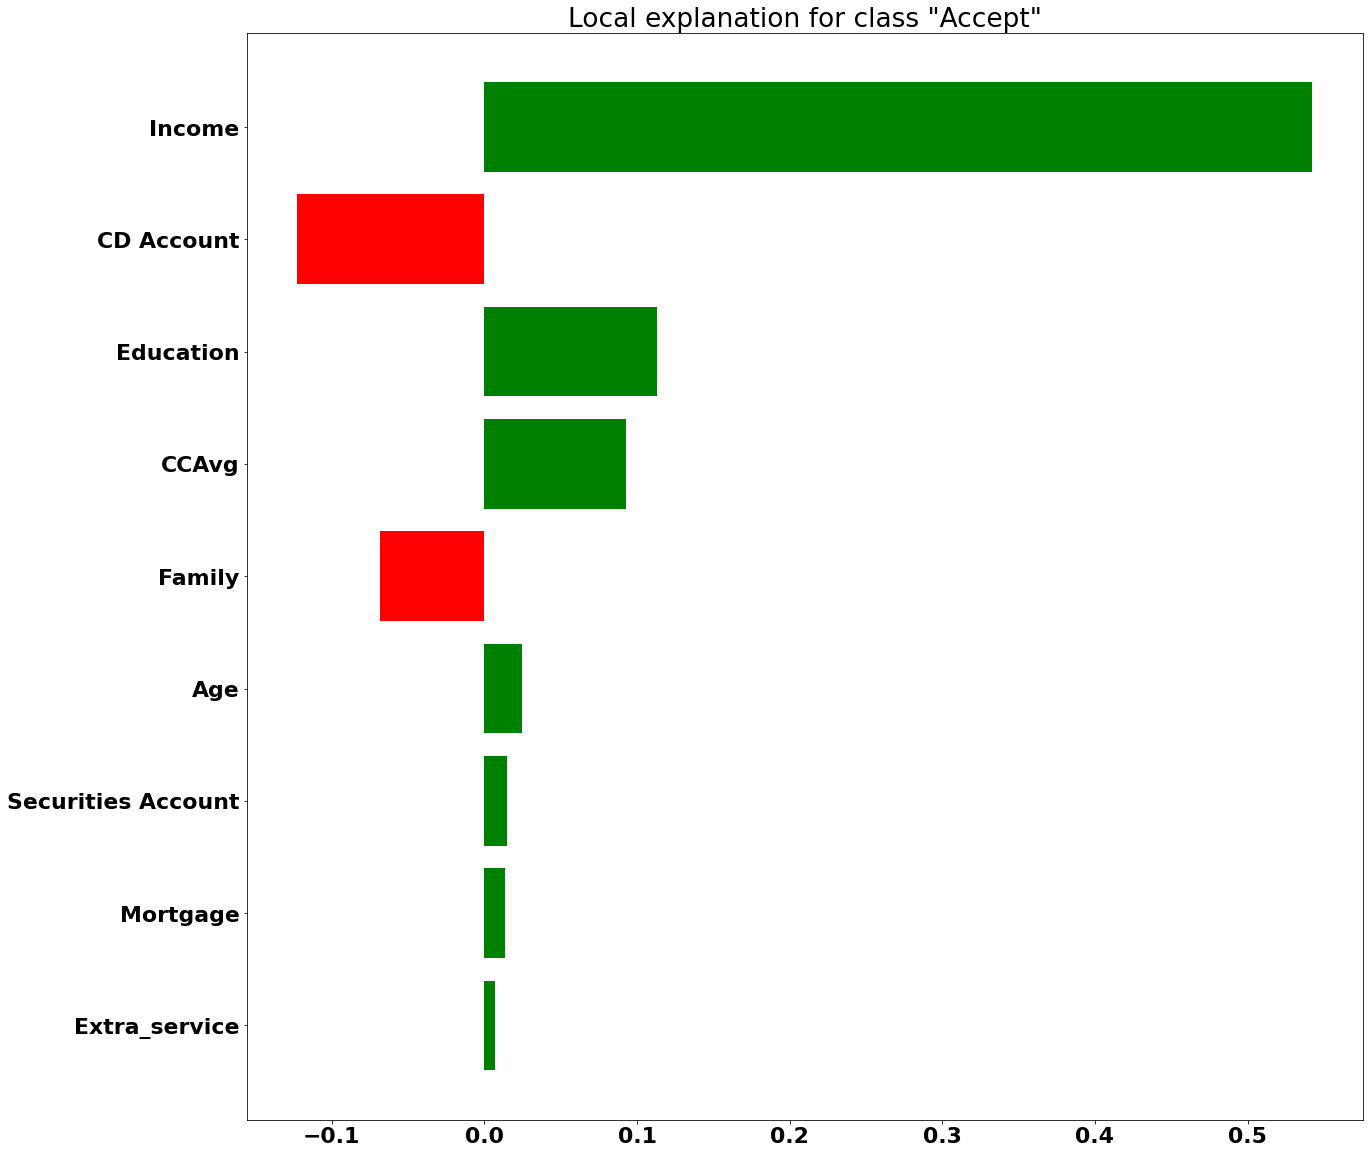 Local explanation for class "Accept"
Income
CD Account
Education
CCAvg
Family
Age
Securities Account
Mortgage
Extra_service
−0.1 0.0 0.1 0.2 0.3 0.4 0.5